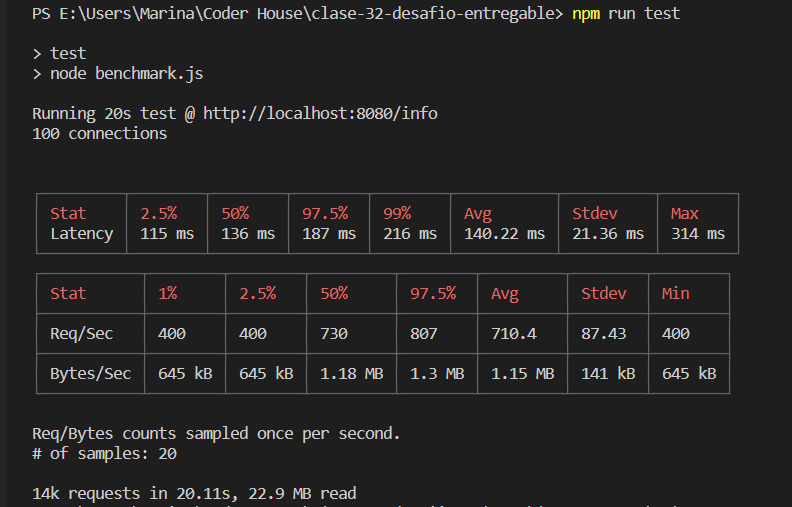 PS E:\Users\Marina\Coder House\clase-32-desafio-entregable> npm run test
> test
> node benchmark.js
Running 20s test @ http://localhost:8080/info
100 connections
Stat 2.5% 50% 97.5% 99% Avg Stdev Max
Latency 115 ms 136 ms 187 ms 216 ms 140.22 ms 21.36 ms 314 ms
Stat 1% 2.5% 50% 97.5% Avg Stdev Min
Req/Sec 400 400 730 807 710.4 87.43 400
Bytes/Sec 645 kB 645 kB 1.18 MB 1.3 MB 1.15 MB 141 kB 645 kB
Req/Bytes counts sampled once per second.
# of samples: 20
14k requests in 20.11s, 22.9 MB read